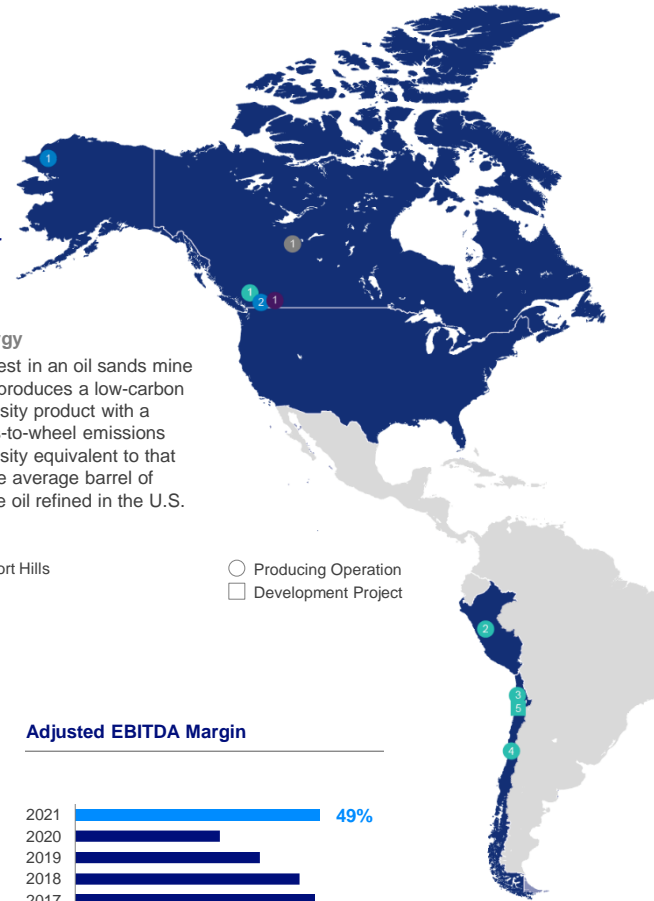 1
1
1
2
1
est in an oil sands mine
produces a low-carbon
sity product with a
-to-wheel emissions
sity equivalent to that
e average barrel of
e oil refined in the U.S.
ort Hills
Producing Operation
Development Project
2
3
5
4
Adjusted EBITDA Margin
2021
49%
2020
2019
2018
2017